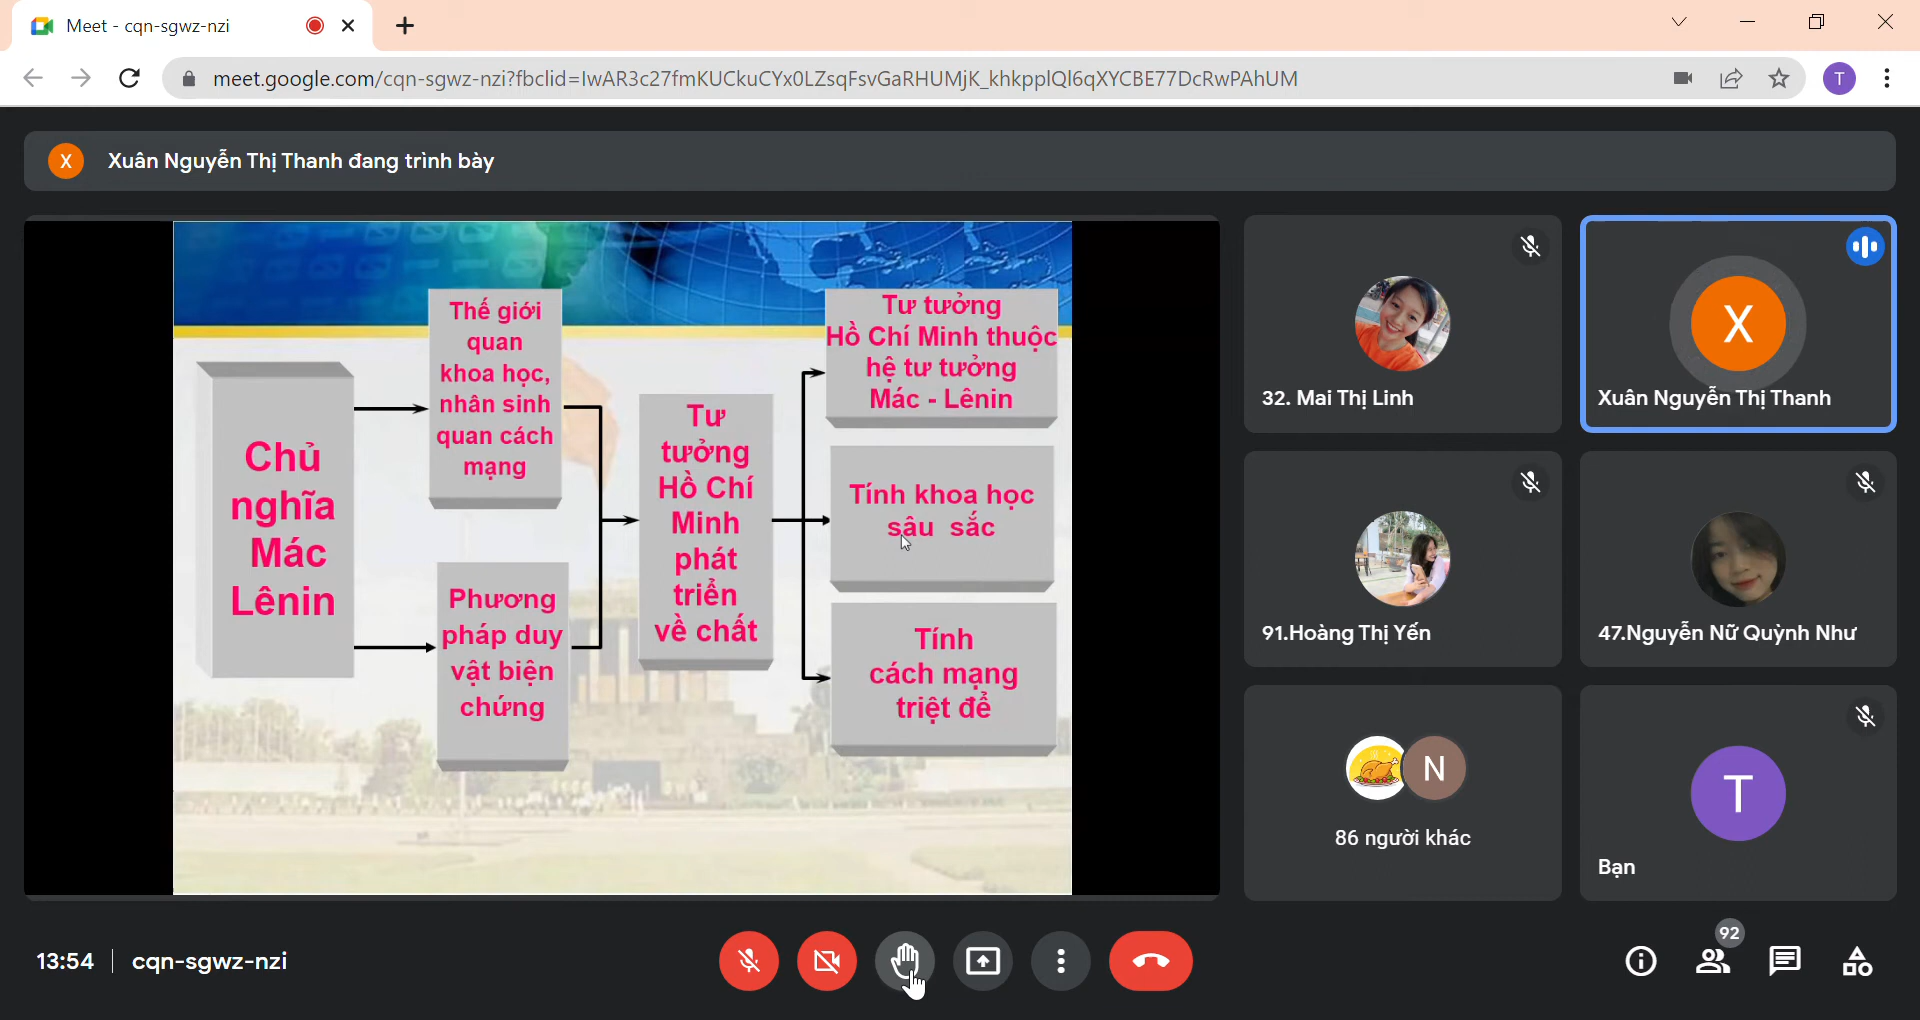 Meet - cqn-sgwz-nzi
meet.google.com/cqn-sgwz-nzi?fbclid=IwAR3c27fmKUCkuCYx0LZsqFsvGaRHUMjK_khkpplQl6qXYCBE77DcRwPAhUM
T
X
Xuân Nguyễn Thị Thanh đang trình bày
Chủ
nghĩa
Mác
Lênin
Thế giới
quan
khoa học,
nhân sinh
quan cách
mạng
Phương
pháp duy
vật biện
chứng
Tư
tưởng
Hồ Chí
Minh
phát
triển
về chất
Tư tưởng
Hồ Chí Minh thuộc
hệ tư tưởng
Mác - Lênin
Tính khoa học
sâu sắc
Tính
cách mạng
triệt để
32. Mai Thị Linh
X
Xuân Nguyễn Thị Thanh
91.Hoàng Thị Yến
47.Nguyễn Nữ Quỳnh Như
N
86 người khác
T
Bạn
13:54
cqn-sgwz-nzi
92